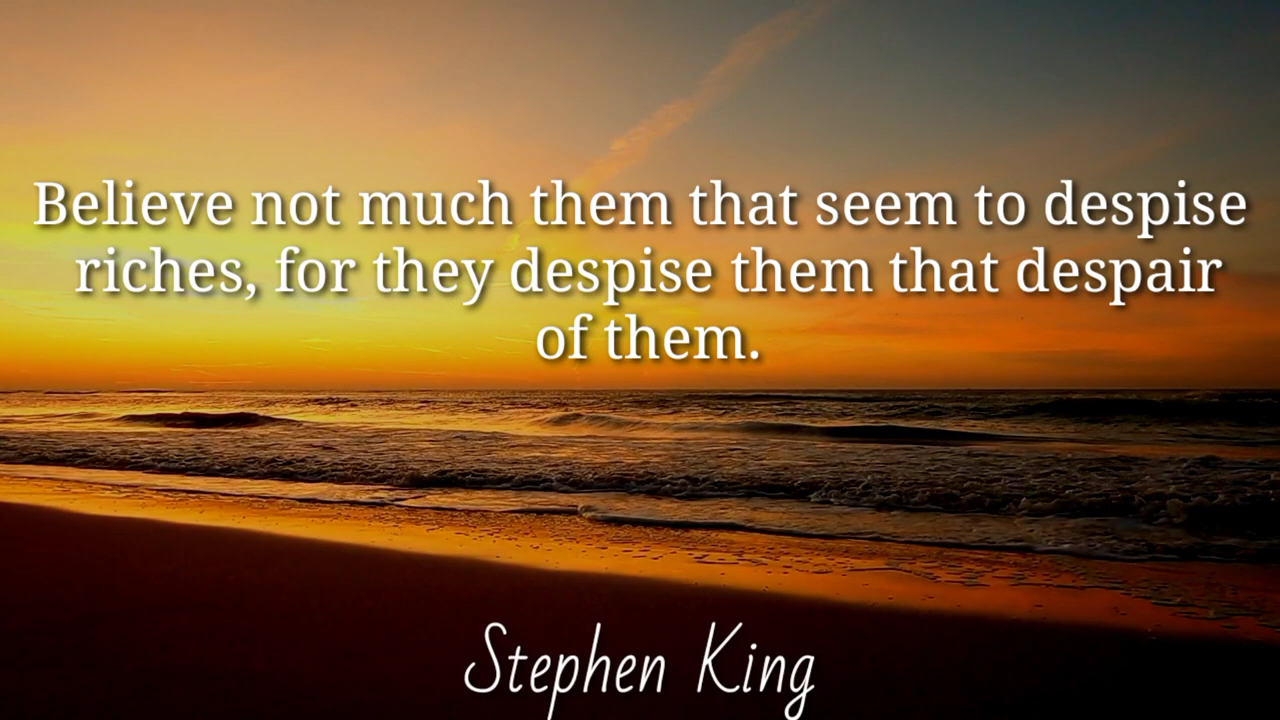 Believe not much them that seem to despise
riches, for they despise them that despair
of them.
Stephen King